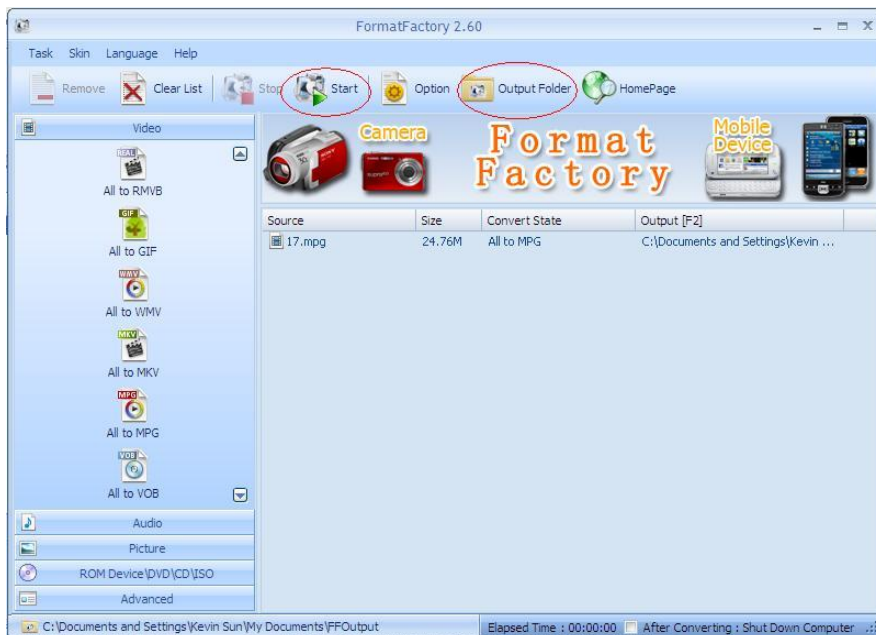 FormatFactory 2.60
Task Skin Language Help
Remove Clear List Stop Start Option Output Folder HomePage
Video
All to RMVB
GIF
All to GIF
WMV
All to WMV
MKV
All to MKV
MPG
All to MPG
VOB
All to VOB
Audio
Picture
ROM Device\DVD\CD\ISO
Advanced
Camera
Format
Factory
Mobile
Device
Source Size Convert State Output [F2]
17.mpg 24.76M All to MPG C:\Documents and Settings\Kevin ...
C:\Documents and Settings\Kevin Sun\My Documents\FFOutput
Elapsed Time : 00:00:00 After Converting : Shut Down Computer